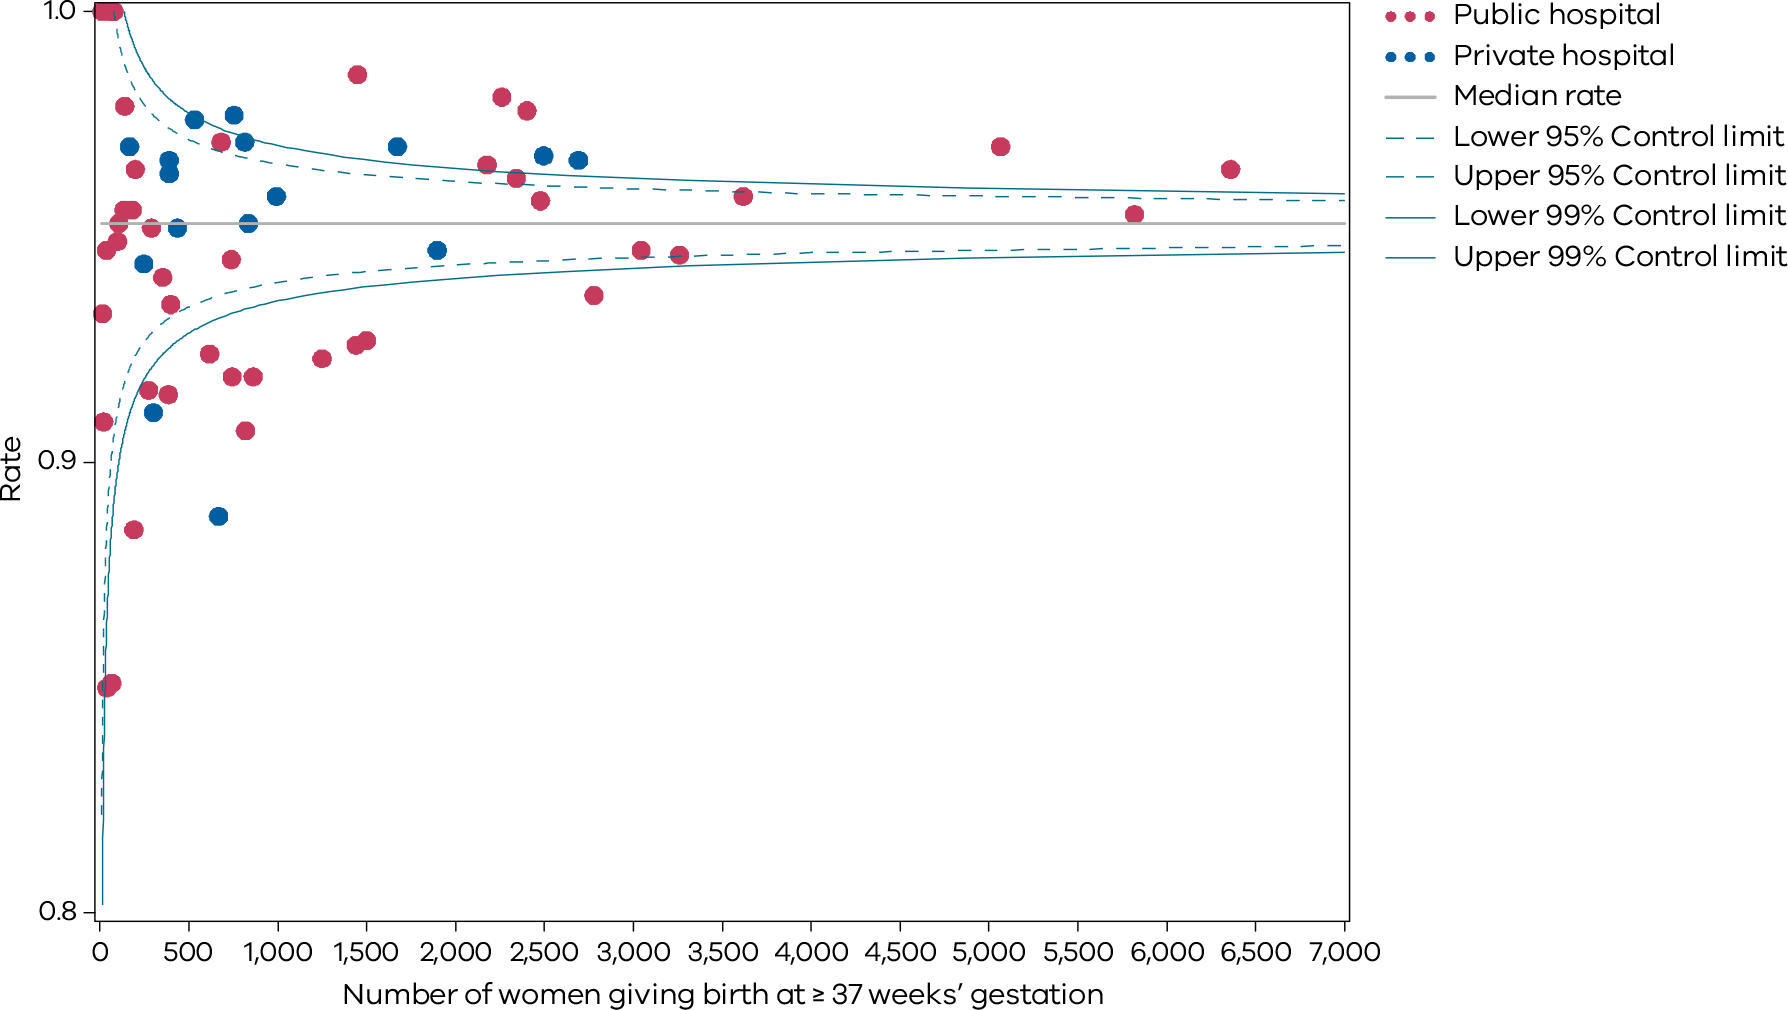 1.0
0.9
0.8
Rate
0 500 1,000 1,500 2,000 2,500 3,000 3,500 4,000 4,500 5,000 5,500 6,000 6,500 7,000
Number of women giving birth at ≥ 37 weeks’ gestation
Public hospital
Private hospital
Median rate
Lower 95% Control limit
Upper 95% Control limit
Lower 99% Control limit
Upper 99% Control limit